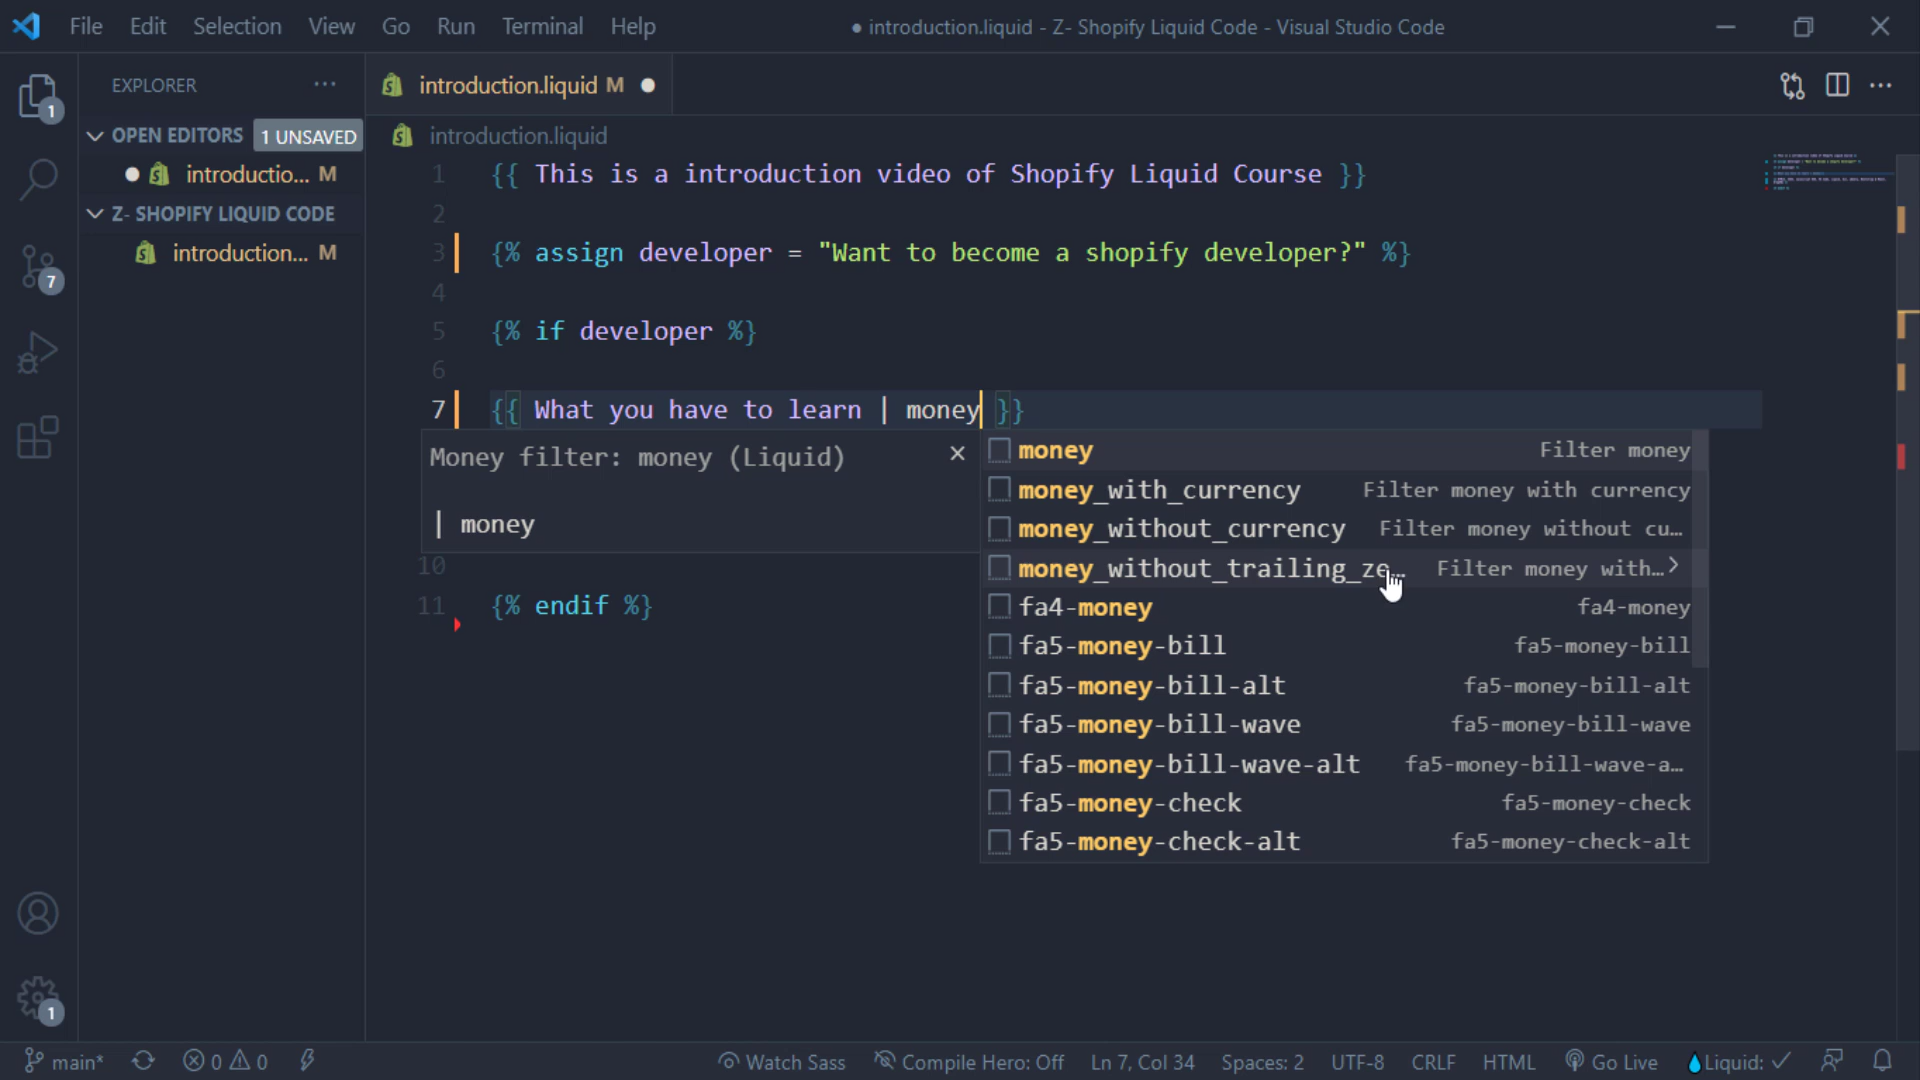 File Edit Selection View Go Run Terminal Help
● introduction.liquid - Z- Shopify Liquid Code - Visual Studio Code
EXPLORER ···
OPEN EDITORS 1 UNSAVED
introductio... M
Z- SHOPIFY LIQUID CODE
introduction... M
1
7
1
introduction.liquid M
introduction.liquid
1 {{ This is a introduction video of Shopify Liquid Course }}
2
3 {% assign developer = "Want to become a shopify developer?" %}
4
5 {% if developer %}
6
7 {{ What you have to learn | money }}
Money filter: money (Liquid)
| money
10
11 {% endif %}
money Filter money
money_with_currency Filter money with currency
money_without_currency Filter money without cu…
money_without_trailing_ze… Filter money with…
fa4-money fa4-money
fa5-money-bill fa5-money-bill
fa5-money-bill-alt fa5-money-bill-alt
fa5-money-bill-wave fa5-money-bill-wave
fa5-money-bill-wave-alt fa5-money-bill-wave-a…
fa5-money-check fa5-money-check
fa5-money-check-alt fa5-money-check-alt
main* 0 0 Watch Sass Compile Hero: Off Ln 7, Col 34 Spaces: 2 UTF-8 CRLF HTML Go Live Liquid: ✓